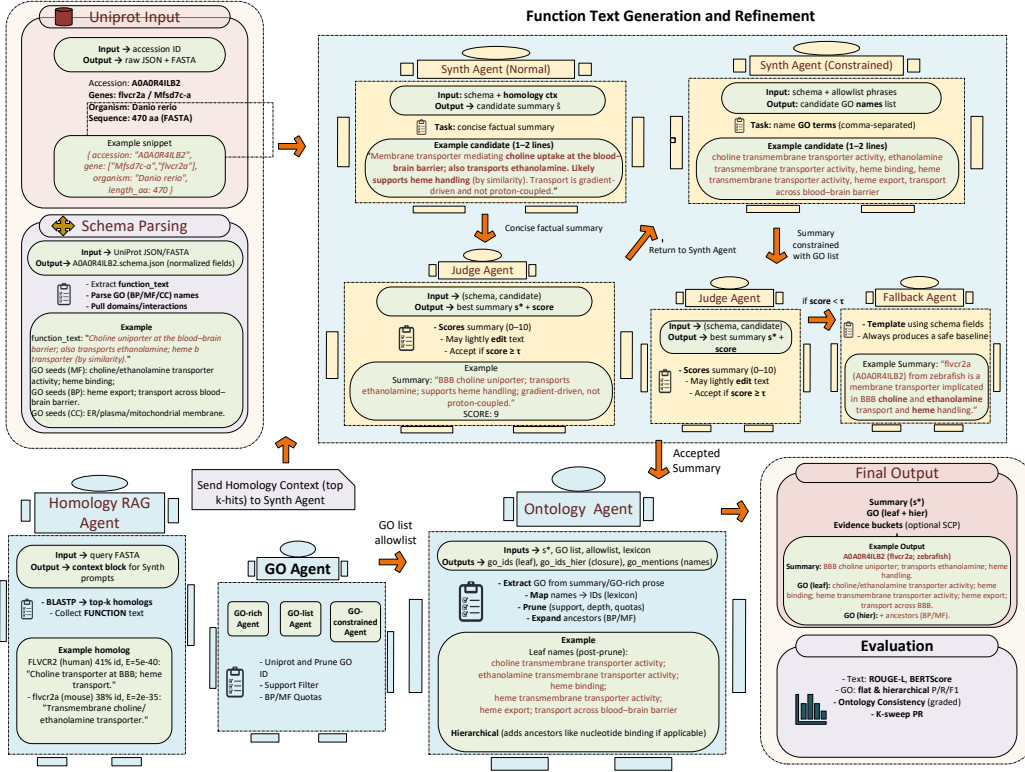 Uniprot Input
Input → accession ID
Output → raw JSON + FASTA
Accession: A0A0R4ILB2
Genes: flvcr2a / Mfsd7c-a
Organism: Danio rerio
Sequence: 470 aa (FASTA)
Example snippet
{ accession: "A0A0R4ILB2",
gene: ["Mfsd7c-a","flvcr2a"],
organism: "Danio rerio",
length_aa: 470 }
Schema Parsing
Input → UniProt JSON/FASTA
Output→ A0A0R4ILB2.schema.json (normalized fields)
- Extract function_text
- Parse GO (BP/MF/CC) names
- Pull domains/interactions
Example
function_text: "Choline uniporter at the blood–brain
barrier; also transports ethanolamine; heme b
transporter (by similarity)."
GO seeds (MF): choline/ethanolamine transporter
activity; heme binding;
GO seeds (BP): heme export; transport across blood–
brain barrier.
GO seeds (CC): ER/plasma/mitochondrial membrane.
Function Text Generation and Refinement
Synth Agent (Normal)
Input: schema + homology ctx
Output → candidate summary ŝ
Task: concise factual summary
Example candidate (1–2 lines)
"Membrane transporter mediating choline uptake at the blood–
brain barrier; also transports ethanolamine. Likely
supports heme handling (by similarity). Transport is gradient-
driven and not proton-coupled."
Synth Agent (Constrained)
Input: schema + allowlist phrases
Output: candidate GO names list
Task: name GO terms (comma-separated)
Example candidate (1–2 lines)
choline transmembrane transporter activity, ethanolamine
transmembrane transporter activity, heme binding, heme
transmembrane transporter activity, heme export, transport
across blood–brain barrier
Concise factual summary
Return to Synth Agent
Summary
constrained
with GO list
Judge Agent
Input → (schema, candidate)
Output → best summary s* + score
- Scores summary (0–10)
- May lightly edit text
- Accept if score ≥ τ
Example
Summary: "BBB choline uniporter; transports
ethanolamine; supports heme handling; gradient-driven, not
proton-coupled."
SCORE: 9
Judge Agent
Input → (schema, candidate)
Output → best summary s* +
score
- Scores summary (0–10)
- May lightly edit text
- Accept if score ≥ τ
if score < τ
Fallback Agent
- Template using schema fields
- Always produces a safe baseline
Example Summary: "flvcr2a
(A0A0R4ILB2) from zebrafish is a
membrane transporter implicated
in BBB choline and ethanolamine
transport and heme handling."
Accepted
Summary
Send Homology Context (top
k-hits) to Synth Agent
Homology RAG
Agent
Input → query FASTA
Output → context block for Synth
prompts
- BLASTP → top-k homologs
- Collect FUNCTION text
Example homolog
FLVCR2 (human) 41% id, E=5e-40:
"Choline transporter at BBB; heme
transport."
- flvcr2a (mouse) 38% id, E=2e-35:
"Transmembrane choline/
ethanolamine transporter."
GO list
allowlist
GO Agent
GO-rich
Agent
GO-list
Agent
GO-
constrained
Agent
- Uniprot and Prune GO
ID
- Support Filter
- BP/MF Quotas
Ontology Agent
Inputs → s*, GO list, allowlist, lexicon
Outputs → go_ids (leaf), go_ids_hier (closure), go_mentions (names)
- Extract GO from summary/GO-rich prose
- Map names → IDs (lexicon)
- Prune (support, depth, quotas)
- Expand ancestors (BP/MF)
Example
Leaf names (post-prune):
choline transmembrane transporter activity;
ethanolamine transmembrane transporter activity;
heme binding;
heme transmembrane transporter activity;
heme export; transport across blood–brain barrier
Hierarchical (adds ancestors like nucleotide binding if applicable)
Final Output
Summary (s*)
GO (leaf + hier)
Evidence buckets (optional SCP)
Example Output
A0A0R4ILB2 (flvcr2a; zebrafish)
Summary: BBB choline uniporter; transports ethanolamine; heme
handling.
GO (leaf): choline/ethanolamine transporter activity; heme
binding; heme transmembrane transporter activity; heme export;
transport across BBB.
GO (hier): + ancestors (BP/MF).
Evaluation
- Text: ROUGE-L, BERTScore
- GO: flat & hierarchical P/R/F1
- Ontology Consistency (graded)
- K-sweep PR